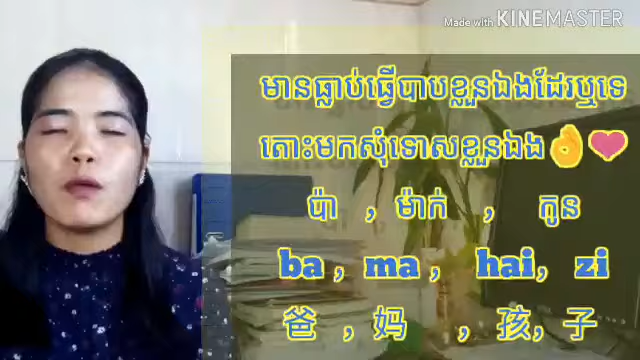 Made with KINEMASTER
មានធ្លាប់ធ្វើបាបខ្លួនឯងដែរឬទេ
តោះមកសុំទោសខ្លួនឯង👌💗
ប៉ា , ម៉ាក់ , កូន
ba , ma , hai, zi
爸 , 妈 , 孩, 子